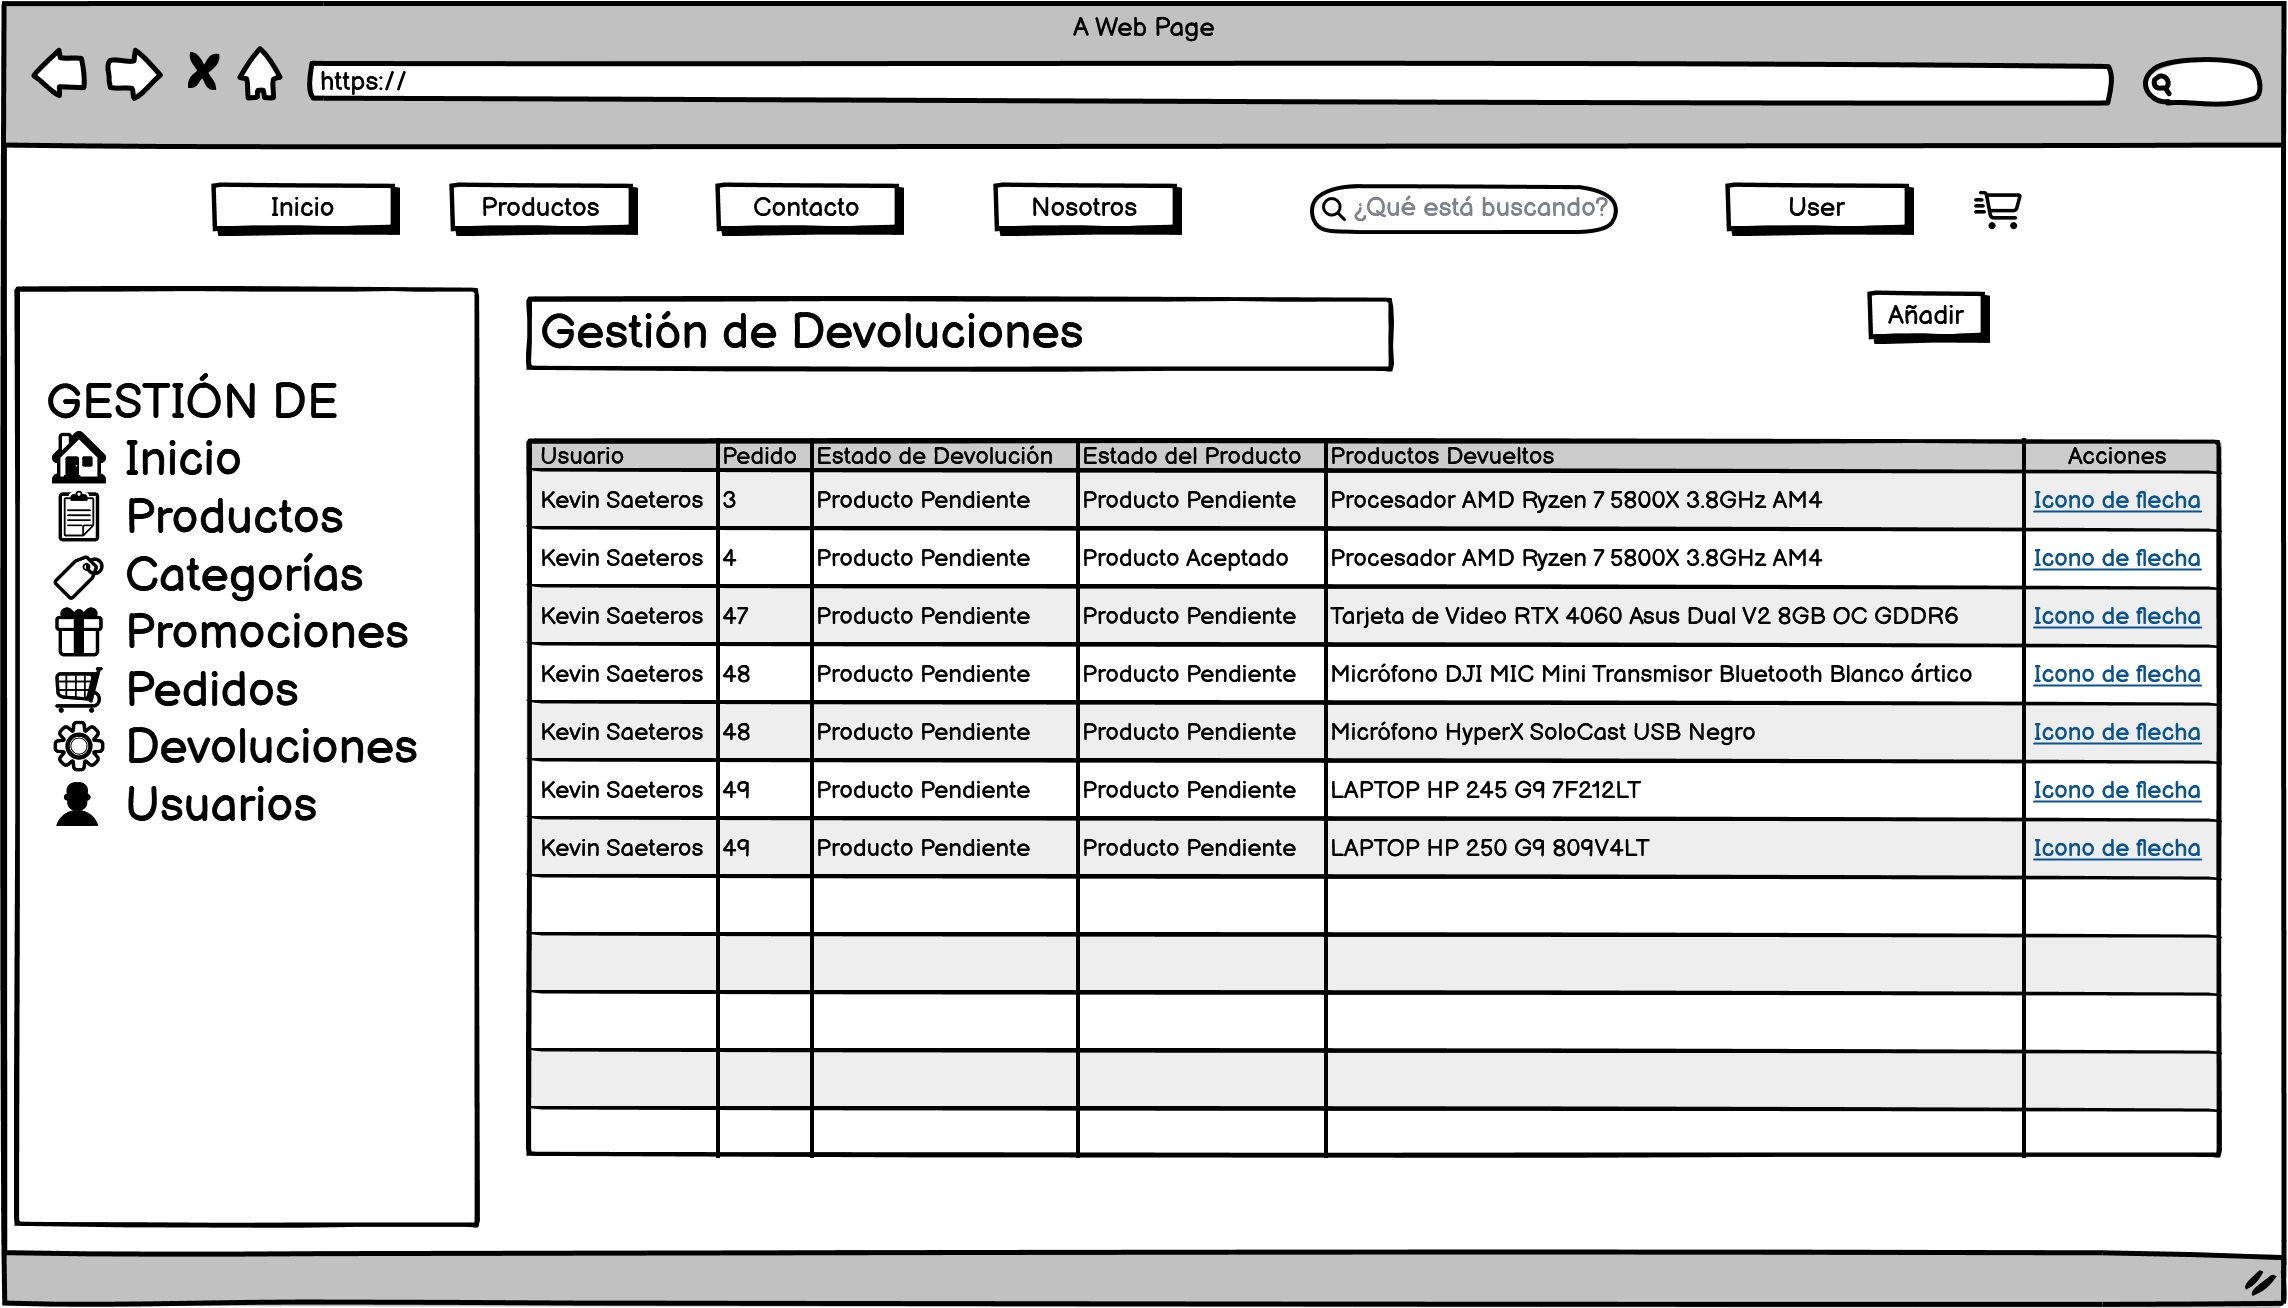 A Web Page
https://
Inicio Productos Contacto Nosotros ¿Qué está buscando? User
Gestión de Devoluciones
Añadir
GESTIÓN DE
Inicio
Productos
Categorías
Promociones
Pedidos
Devoluciones
Usuarios
Usuario Pedido Estado de Devolución Estado del Producto Productos Devueltos Acciones
Kevin Saeteros 3 Producto Pendiente Producto Pendiente Procesador AMD Ryzen 7 5800X 3.8GHz AM4 Icono de flecha
Kevin Saeteros 4 Producto Pendiente Producto Aceptado Procesador AMD Ryzen 7 5800X 3.8GHz AM4 Icono de flecha
Kevin Saeteros 47 Producto Pendiente Producto Pendiente Tarjeta de Video RTX 4060 Asus Dual V2 8GB OC GDDR6 Icono de flecha
Kevin Saeteros 48 Producto Pendiente Producto Pendiente Micrófono DJI MIC Mini Transmisor Bluetooth Blanco ártico Icono de flecha
Kevin Saeteros 48 Producto Pendiente Producto Pendiente Micrófono HyperX SoloCast USB Negro Icono de flecha
Kevin Saeteros 49 Producto Pendiente Producto Pendiente LAPTOP HP 245 G9 7F212LT Icono de flecha
Kevin Saeteros 49 Producto Pendiente Producto Pendiente LAPTOP HP 250 G9 809V4LT Icono de flecha